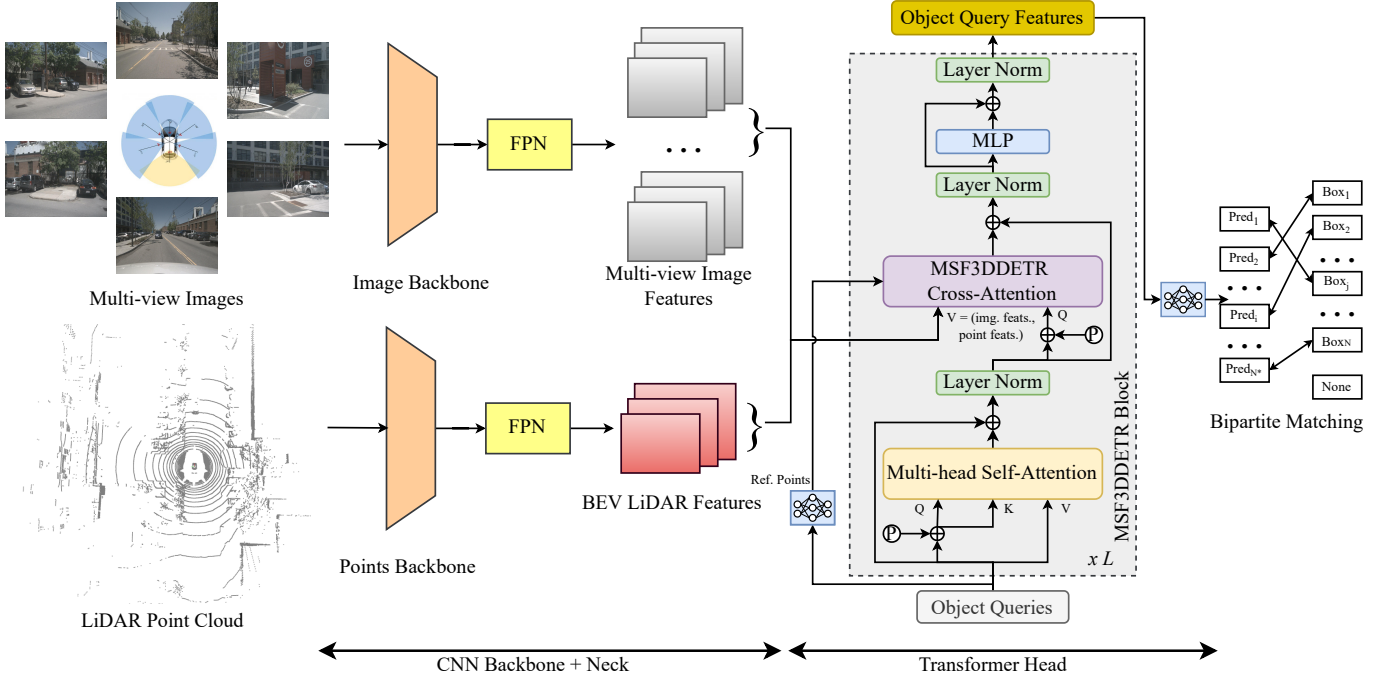 Multi-view Images
LiDAR Point Cloud
Image Backbone
Points Backbone
FPN
FPN
. . .
Multi-view Image
Features
BEV LiDAR Features
CNN Backbone + Neck
Object Query Features
Layer Norm
MLP
Layer Norm
MSF3DDETR
Cross-Attention
V = (img. feats.,
point feats.)
Q
P
Layer Norm
Multi-head Self-Attention
Ref. Points
Q
K
V
P
MSF3DDETR Block
x L
Object Queries
Transformer Head
Pred1
Pred2
. . .
Predi
. . .
PredN*
Box1
Box2
. . .
Boxj
. . .
BoxN
None
Bipartite Matching